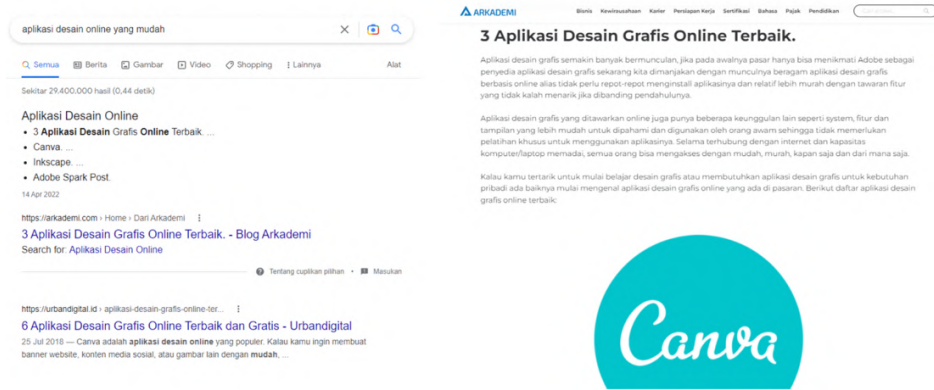 aplikasi desain online yang mudah
Semua Berita Gambar Video Shopping Lainnya Alat
Sekitar 29.400.000 hasil (0,44 detik)
Aplikasi Desain Online
• 3 Aplikasi Desain Grafis Online Terbaik. ...
• Canva. ...
• Inkscape. ...
• Adobe Spark Post.
14 Apr 2022
https://arkademi.com › Home › Dari Arkademi
3 Aplikasi Desain Grafis Online Terbaik. - Blog Arkademi
Search for: Aplikasi Desain Online
Tentang cuplikan pilihan • Masukan
https://urbandigital.id › aplikasi-desain-grafis-online-ter...
6 Aplikasi Desain Grafis Online Terbaik dan Gratis - Urbandigital
25 Jul 2018 — Canva adalah aplikasi desain online yang populer. Kalau kamu ingin membuat
banner website, konten media sosial, atau gambar lain dengan mudah, ...
ARKADEMI Bisnis Kewirausahaan Karier Persiapan Kerja Sertifikasi Bahasa Pajak Pendidikan
3 Aplikasi Desain Grafis Online Terbaik.
Aplikasi desain grafis semakin banyak bermunculan, jika pada awalnya pasar hanya bisa menikmati Adobe sebagai
penyedia aplikasi desain grafis sekarang kita dimanjakan dengan munculnya beragam aplikasi desain grafis
berbasis online alias tidak perlu repot-repot menginstall aplikasinya dan relatif lebih murah dengan tawaran fitur
yang tidak kalah menarik jika dibanding pendahulunya.
Aplikasi desain grafis yang ditawarkan online juga punya beberapa keunggulan lain seperti system, fitur dan
tampilan yang lebih mudah untuk dipahami dan digunakan oleh orang awam sehingga tidak memerlukan
pelatihan khusus untuk menggunakan aplikasinya. Selama terhubung dengan internet dan kapasitas
komputer/laptop memadai, semua orang bisa mengakses dengan mudah, murah, kapan saja dan dari mana saja.
Kalau kamu tertarik untuk mulai belajar desain grafis atau membutuhkan aplikasi desain grafis untuk kebutuhan
pribadi ada baiknya mulai mengenal aplikasi desain grafis online yang ada di pasaran. Berikut daftar aplikasi desain
grafis online terbaik:
Canva